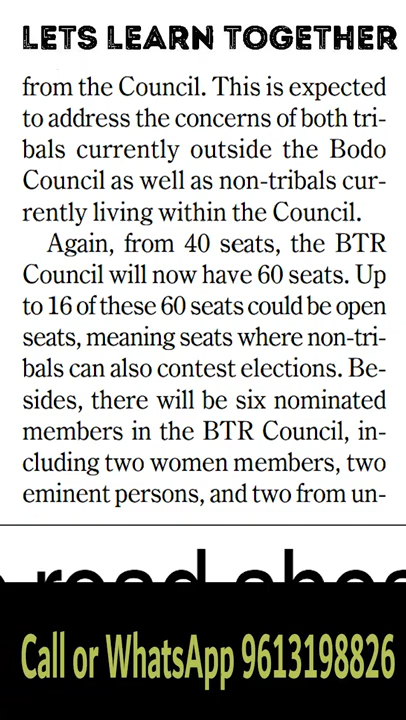 LETS LEARN TOGETHER
from the Council. This is expected
to address the concerns of both tri-
bals currently outside the Bodo
Council as well as non-tribals cur-
rently living within the Council.
Again, from 40 seats, the BTR
Council will now have 60 seats. Up
to 16 of these 60 seats could be open
seats, meaning seats where non-tri-
bals can also contest elections. Be-
sides, there will be six nominated
members in the BTR Council, in-
cluding two women members, two
eminent persons, and two from un-
read ahea
Call or WhatsApp 9613198826